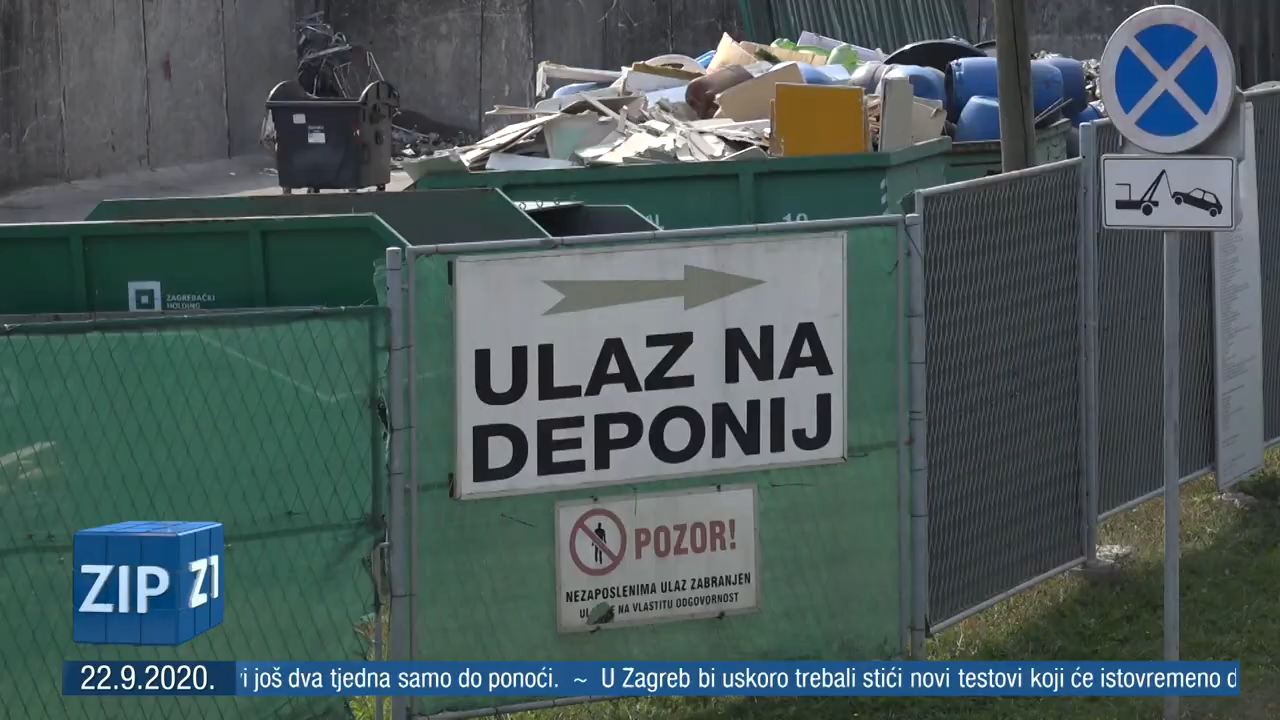 ZAGREBAČKI
HOLDING
ULAZ NA
DEPONIJ
POZOR!
NEZAPOSLENIMA ULAZ ZABRANJEN
NA VLASTITU ODGOVORNOST
ZIP Z1
22.9.2020. još dva tjedna samo do ponoći. ~ U Zagreb bi uskoro trebali stići novi testovi koji će istovremeno d